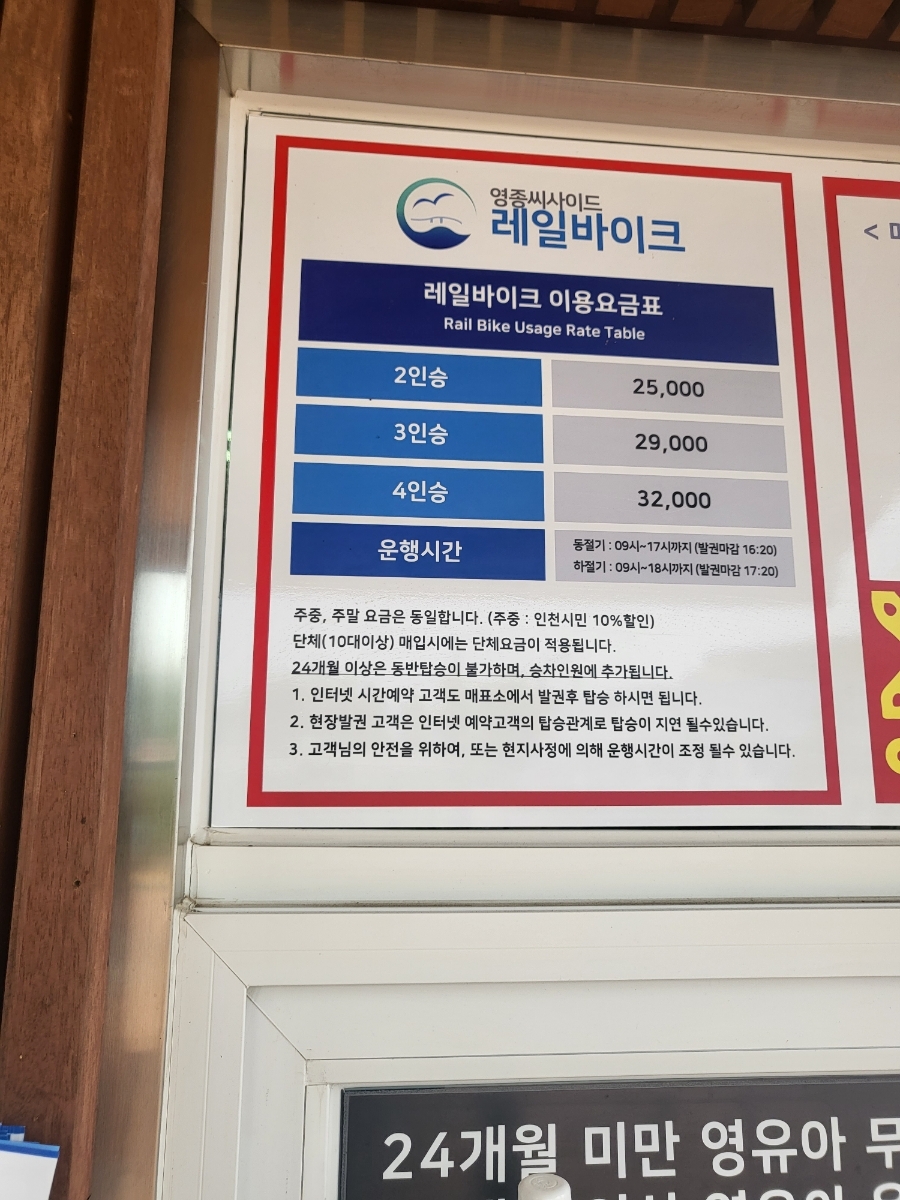 영종씨사이드
레일바이크
레일바이크 이용요금표
Rail Bike Usage Rate Table
2인승 25,000
3인승 29,000
4인승 32,000
운행시간 동절기 : 09시~17시까지 (발권마감 16:20)
하절기 : 09시~18시까지 (발권마감 17:20)
주중, 주말 요금은 동일합니다. (주중 : 인천시민 10%할인)
단체(10대이상) 매입시에는 단체요금이 적용됩니다.
24개월 이상은 동반탑승이 불가하며, 승차인원에 추가됩니다.
1. 인터넷 시간예약 고객도 매표소에서 발권후 탑승 하시면 됩니다.
2. 현장발권 고객은 인터넷 예약고객의 탑승관계로 탑승이 지연 될수있습니다.
3. 고객님의 안전을 위하여, 또는 현지사정에 의해 운행시간이 조정 될수 있습니다.
<
24개월 미만 영유아 무